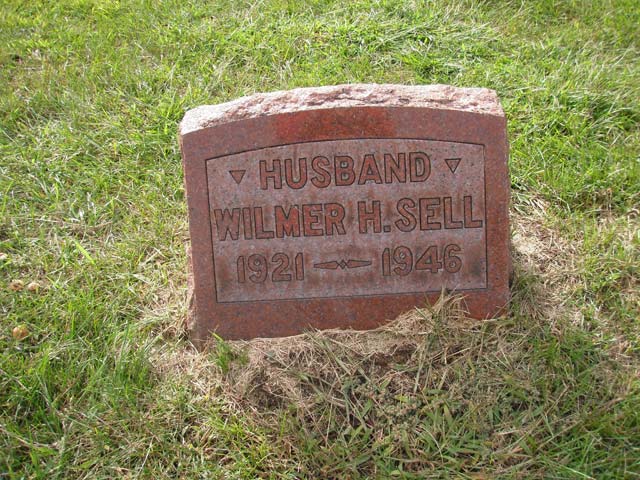 HUSBAND
WILMER H. SELL
1921 — 1946